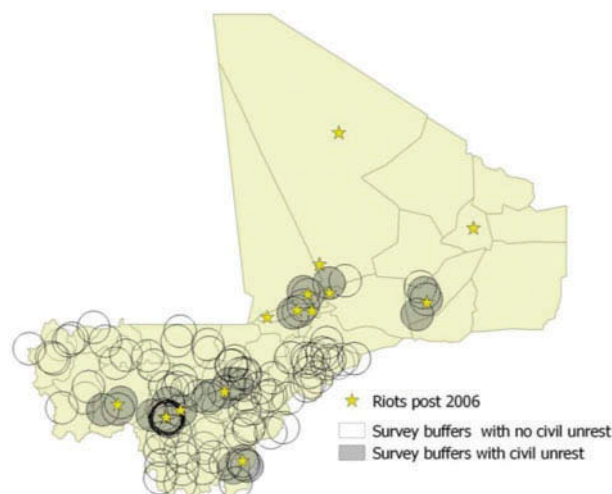 Riots post 2006
Survey buffers with no civil unrest
Survey buffers with civil unrest